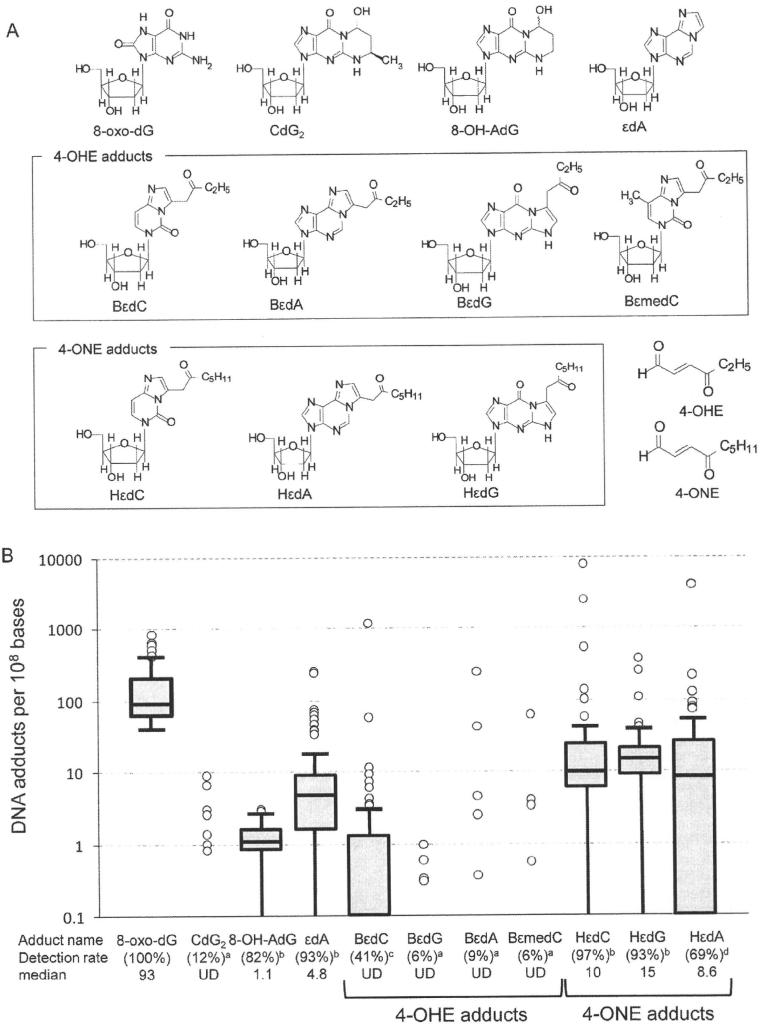 A
8-oxo-dG
CdG2
8-OH-AdG
εdA
4-OHE adducts
BεdC
BεdA
BεdG
BεmedC
4-ONE adducts
HεdC
HεdA
HεdG
4-OHE
4-ONE
B
DNA adducts per 10⁸ bases
10000
1000
100
10
1
0.1
Adduct name 8-oxo-dG CdG2 8-OH-AdG εdA BεdC BεdG BεdA BεmedC HεdC HεdG HεdA
Detection rate (100%) (12%)ᵃ (82%)ᵇ (93%)ᵇ (41%)ᶜ (6%)ᵃ (9%)ᵃ (6%)ᵃ (97%)ᵇ (93%)ᵇ (69%)ᵈ
median 93 UD 1.1 4.8 UD UD UD UD 10 15 8.6
4-OHE adducts 4-ONE adducts